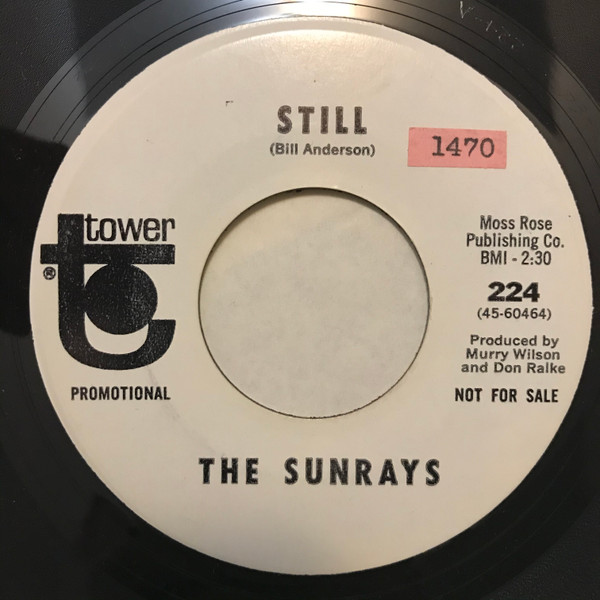 STILL
(Bill Anderson)
1470
tower
®
PROMOTIONAL
Moss Rose
Publishing Co.
BMI - 2:30
224
(45-60464)
Produced by
Murry Wilson
and Don Ralke
NOT FOR SALE
THE SUNRAYS